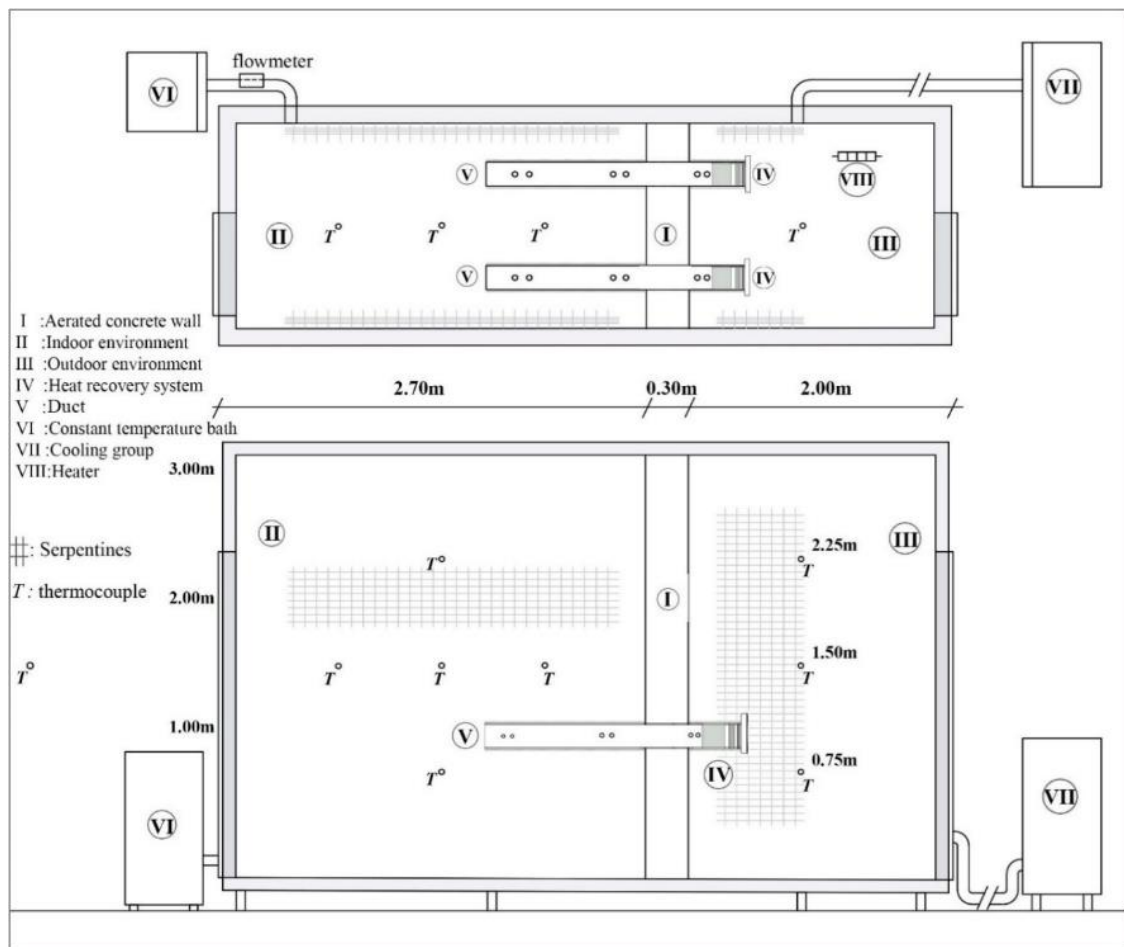 flowmeter
VI
VII
V
IV
VIII
II
T
T
T
I
T
III
V
IV
I :Aerated concrete wall
II :Indoor environment
III :Outdoor environment
IV :Heat recovery system
V :Duct
VI :Constant temperature bath
VII :Cooling group
VIII:Heater
2.70m
0.30m
2.00m
3.00m
II
III
: Serpentines
T
2.25m
T
T : thermocouple
2.00m
I
T
T
T
T
1.50m
T
1.00m
V
T
IV
0.75m
T
VI
VII